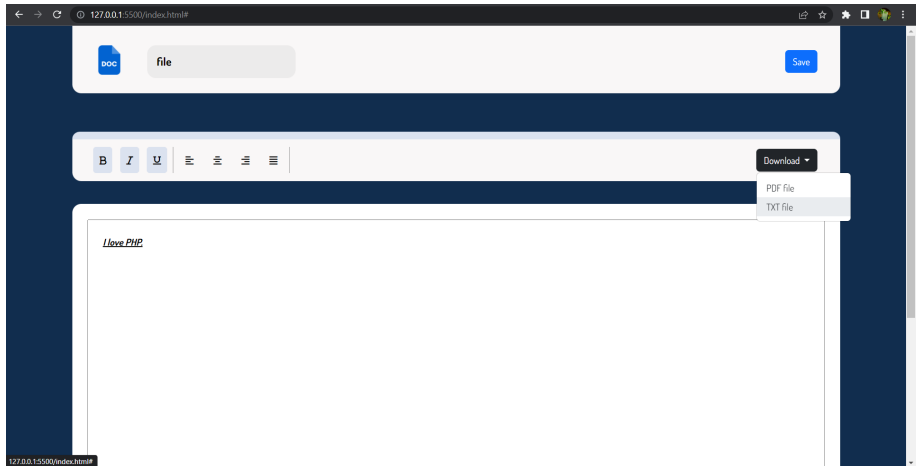 127.0.0.1:5500/index.html#
DOC
file
Save
B I U
Download
PDF file
TXT file
I love PHP.
127.0.0.1:5500/index.html#